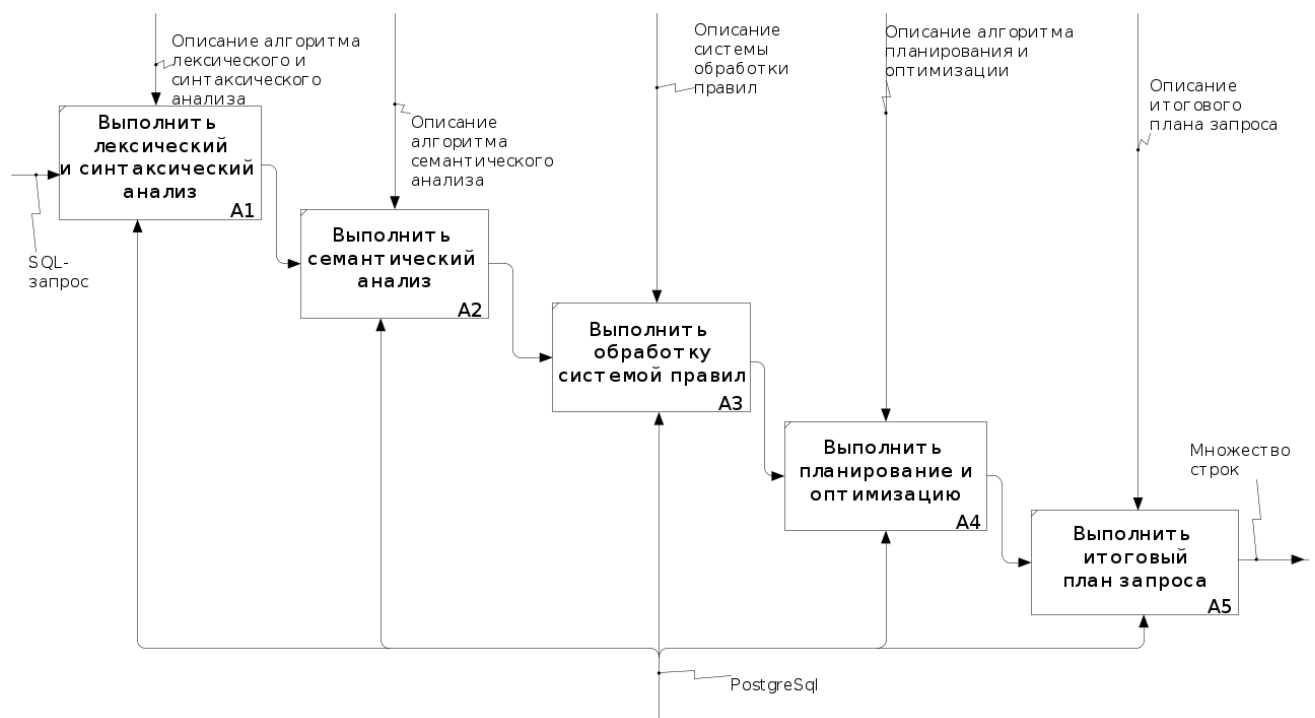 Описание алгоритма
лексического и
синтаксического
анализа
Описание
алгоритма
семантического
анализа
Описание
системы
обработки
правил
Описание алгоритма
планирования и
оптимизации
Описание
итогового
плана запроса
Выполнить
лексический
и синтаксический
анализ
A1
SQL-
запрос
Выполнить
семантический
анализ
A2
Выполнить
обработку
системой правил
A3
Выполнить
планирование и
оптимизацию
A4
Множество
строк
Выполнить
итоговый
план запроса
A5
PostgreSql